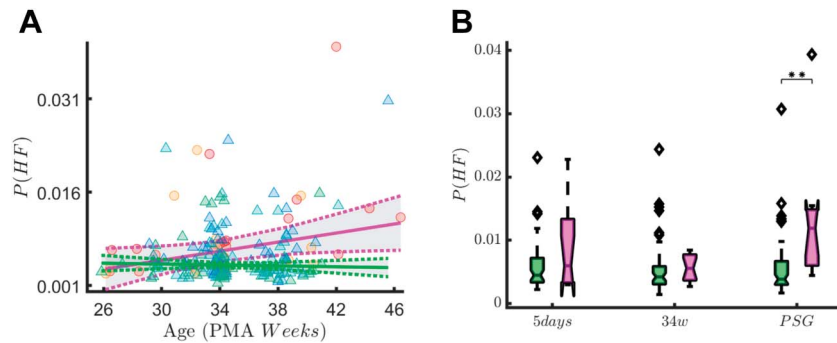 A
P(HF)
0.031
0.016
0.001
26 30 34 38 42 46
Age (PMA Weeks)
B
P(HF)
0.04
0.03
0.02
0.01
0
**
5days 34w PSG